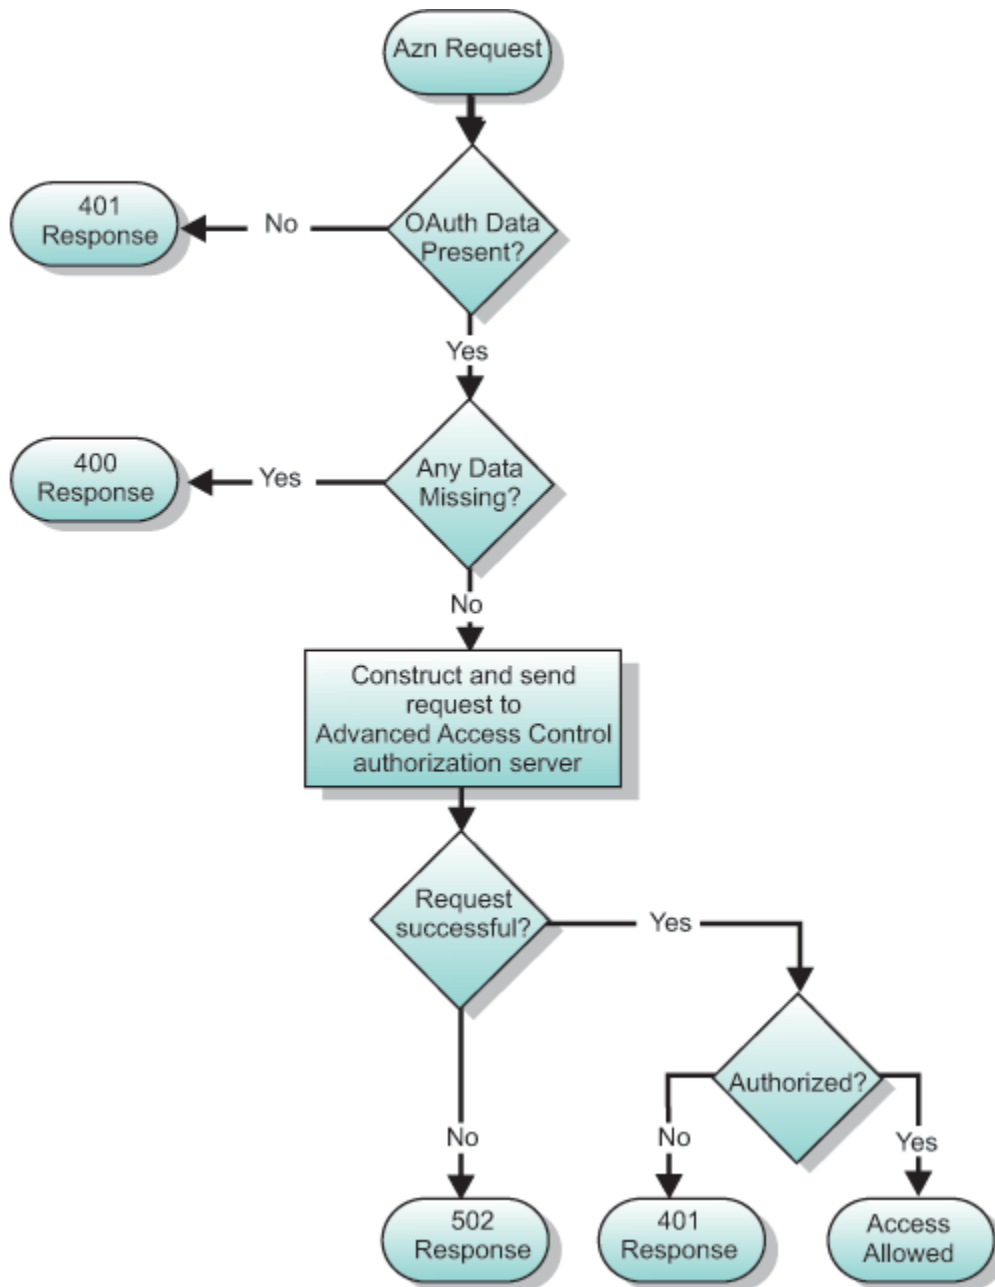 Azn Request
OAuth Data
Present?
No
401
Response
Yes
Any Data
Missing?
Yes
400
Response
No
Construct and send
request to
Advanced Access Control
authorization server
Request
successful?
Yes
Authorized?
No
No
Yes
502
Response
401
Response
Access
Allowed